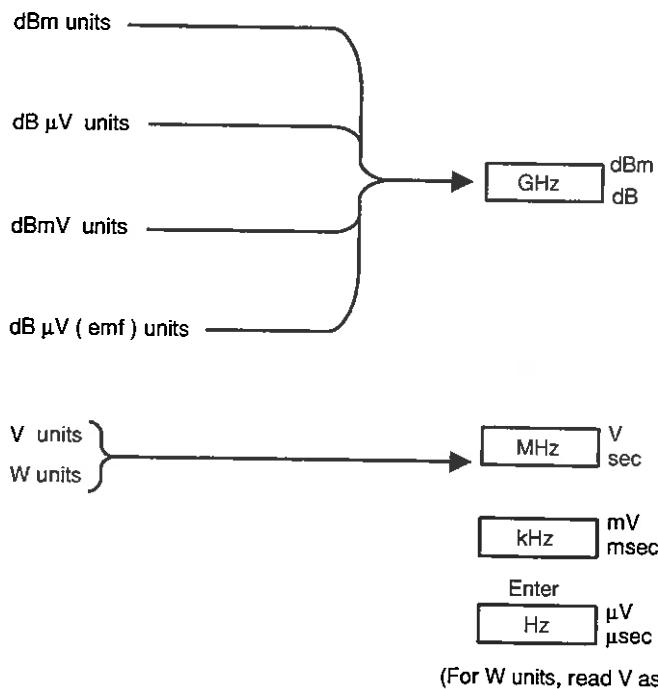 dBm units
dB µV units
dBmV units
dB µV ( emf ) units
GHz
dBm
dB
V units
W units
MHz
V
sec
kHz
mV
msec
Enter
Hz
µV
µsec
(For W units, read V as